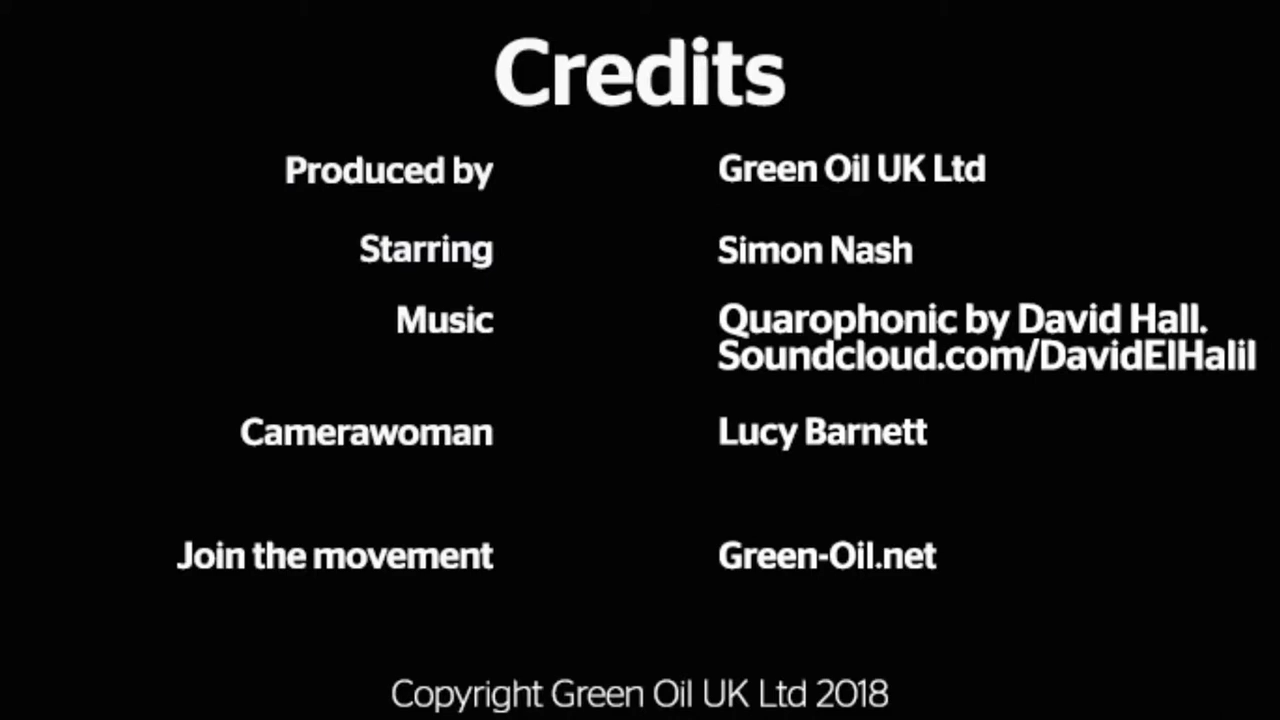 Credits
Produced by Green Oil UK Ltd
Starring Simon Nash
Music Quarophonic by David Hall.
Soundcloud.com/DavidElHalil
Camerawoman Lucy Barnett
Join the movement Green-Oil.net
Copyright Green Oil UK Ltd 2018